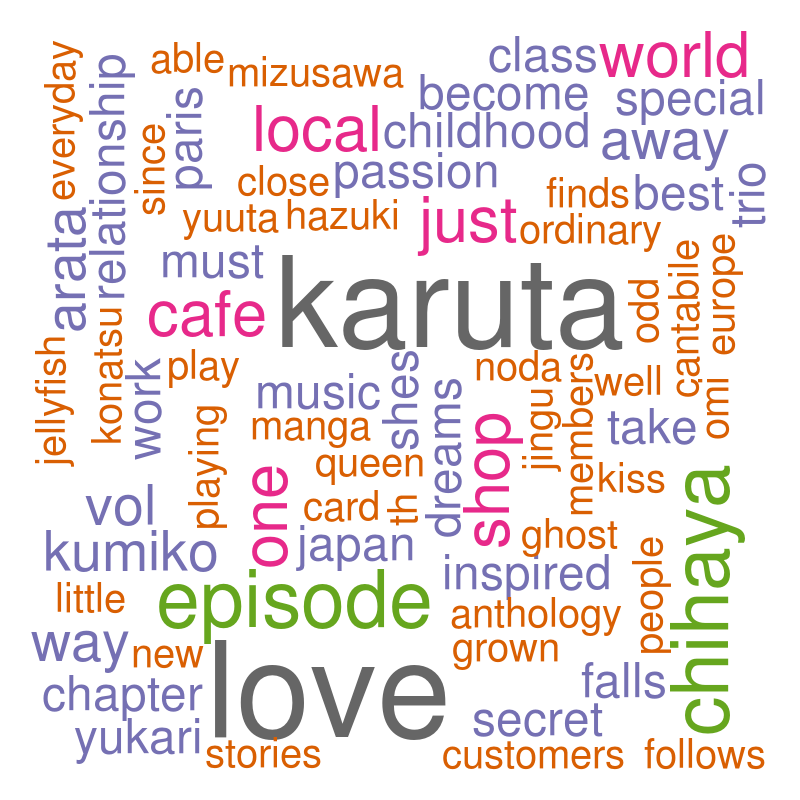 class
world
able
mizusawa
everyday
relationship
become
special
paris
local
childhood
away
since
passion
close
finds
best
trio
yuuta
hazuki
just
ordinary
arata
must
karuta
cafe
odd
cantabile
europe
jellyfish
konatsu
work
play
music
shes
noda
jingu
members
well
omi
manga
dreams
shop
take
playing
queen
kiss
one
card
th
vol
chihaya
kumiko
japan
ghost
inspired
people
little
episode
anthology
way
new
love
grown
chapter
falls
yukari
secret
stories
customers
follows